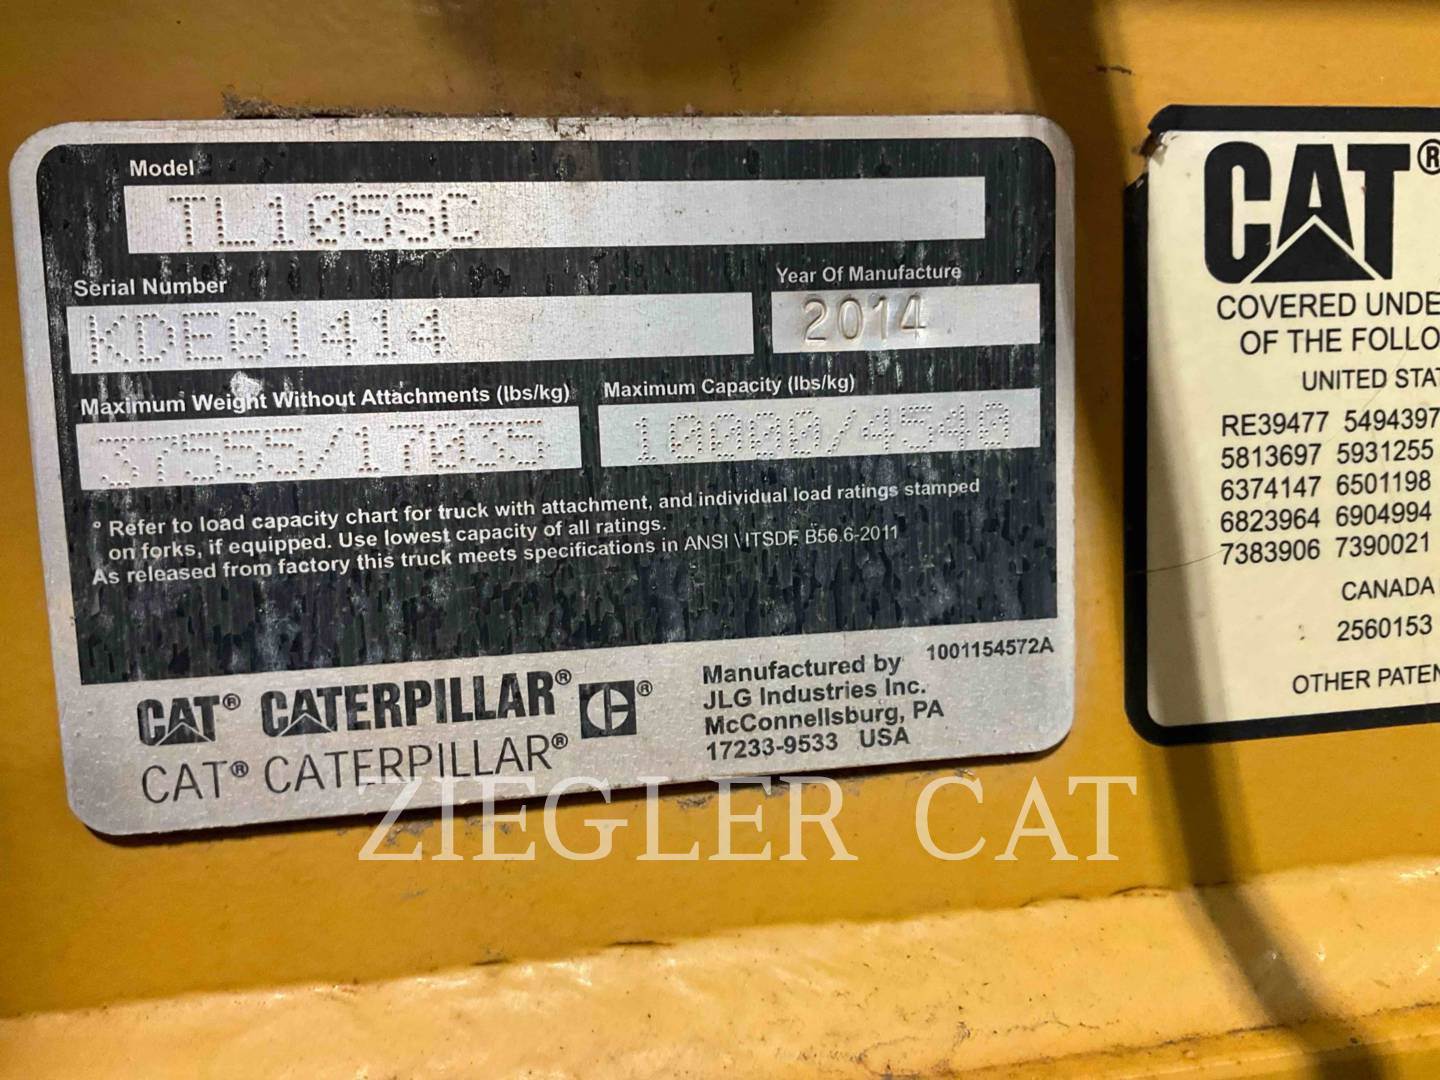 Model
TL1055C
Serial Number
KDE01414
Year Of Manufacture
2014
Maximum Weight Without Attachments (lbs/kg)
37555/17035
Maximum Capacity (lbs/kg)
10000/4540
° Refer to load capacity chart for truck with attachment, and individual load ratings stamped
on forks, if equipped. Use lowest capacity of all ratings.
As released from factory this truck meets specifications in ANSI \ ITSDF B56.6-2011
CAT® CATERPILLAR® C®
CAT® CATERPILLAR®
Manufactured by
JLG Industries Inc.
McConnellsburg, PA
17233-9533 USA
1001154572A
CAT®
COVERED UNDE
OF THE FOLLO
UNITED STAT
RE39477 5494397
5813697 5931255
6374147 6501198
6823964 6904994
7383906 7390021
CANADA
2560153
OTHER PATEN
ZIEGLER CAT